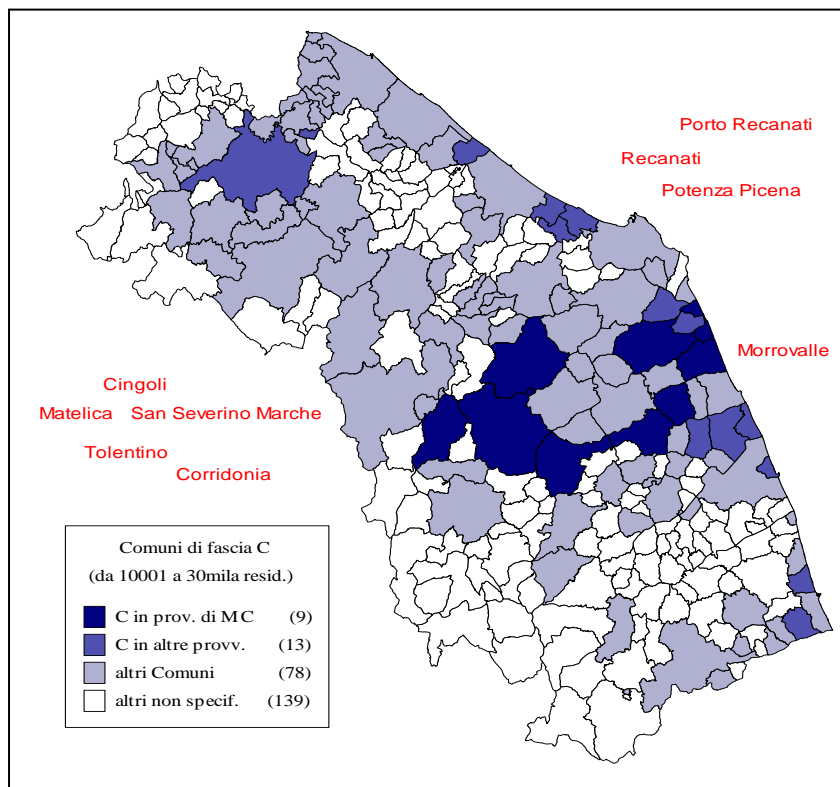 Porto Recanati
Recanati
Potenza Picena
Morrovalle
Cingoli
Matelica San Severino Marche
Tolentino
Corridonia
Comuni di fascia C
(da 10001 a 30mila resid.)
C in prov. di MC (9)
C in altre provv. (13)
altri Comuni (78)
altri non specif. (139)